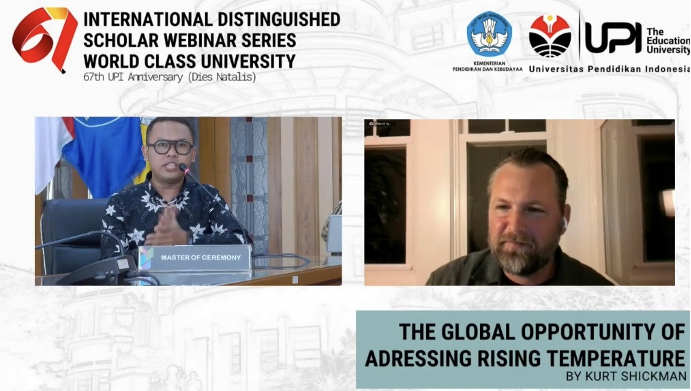 INTERNATIONAL DISTINGUISHED
SCHOLAR WEBINAR SERIES
WORLD CLASS UNIVERSITY
67th UPI Anniversary (Dies Natalis)
67
KEMENTERIAN
PENDIDIKAN DAN KEBUDAYAAN
UPI
The
Education
University
Universitas Pendidikan Indonesia
MASTER OF CEREMONY
THE GLOBAL OPPORTUNITY OF
ADRESSING RISING TEMPERATURE
BY KURT SHICKMAN